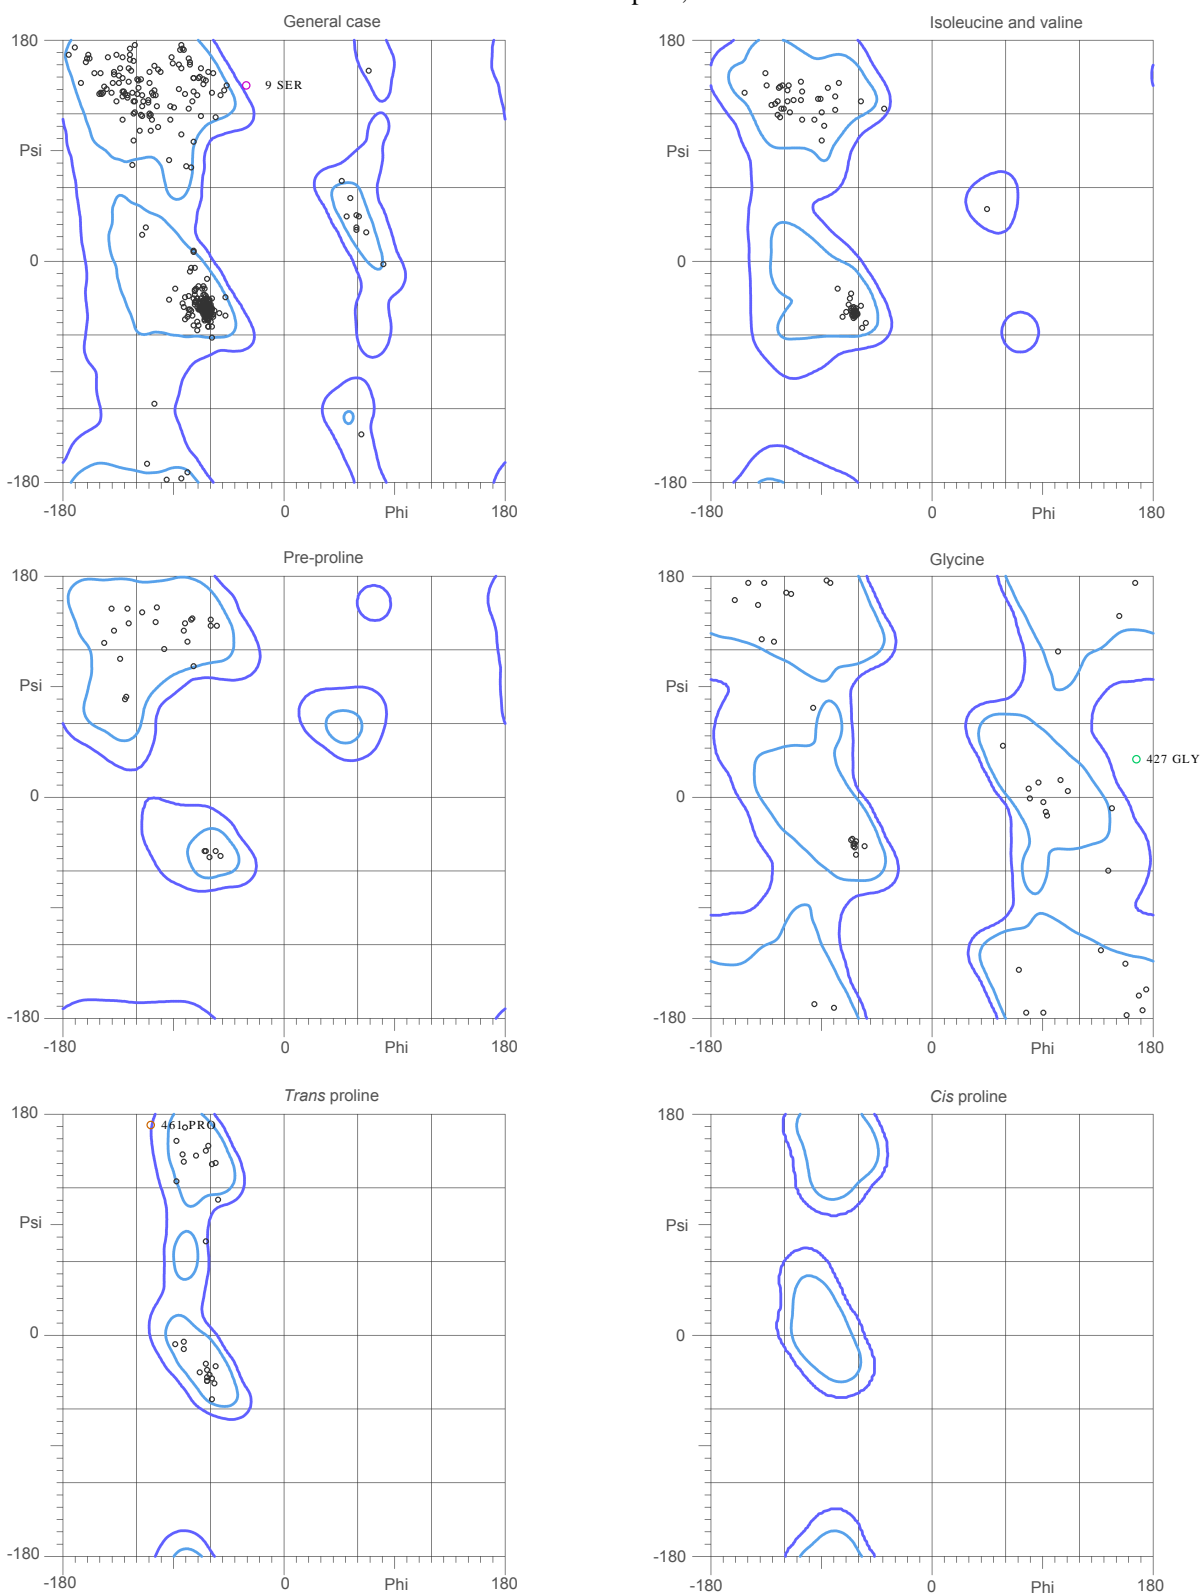 General case
180
Psi
0
-180
-180
0
Phi
180
9 SER
Isoleucine and valine
180
Psi
0
-180
-180
0
Phi
180
Pre-proline
180
Psi
0
-180
-180
0
Phi
180
Glycine
180
Psi
0
-180
-180
0
Phi
180
427 GLY
Trans proline
180
Psi
0
-180
-180
0
Phi
180
461 PRO
Cis proline
180
Psi
0
-180
-180
0
Phi
180